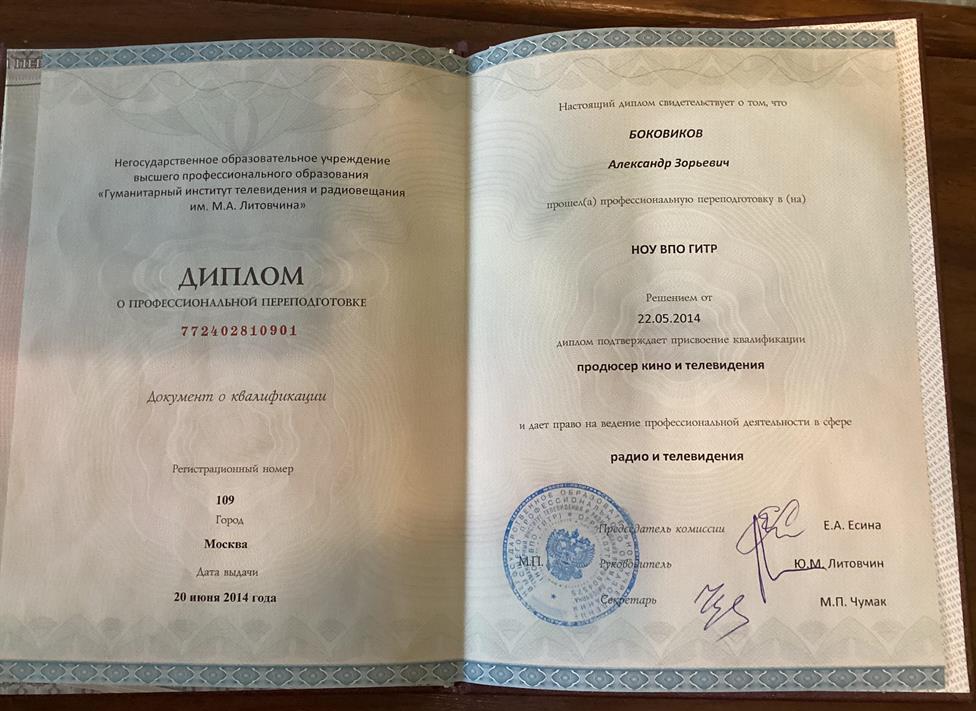 Негосударственное образовательное учреждение
высшего профессионального образования
«Гуманитарный институт телевидения и радиовещания
им. М.А. Литовчина»
ДИПЛОМ
О ПРОФЕССИОНАЛЬНОЙ ПЕРЕПОДГОТОВКЕ
772402810901
Документ о квалификации
Регистрационный номер
109
Город
Москва
Дата выдачи
20 июня 2014 года
Настоящий диплом свидетельствует о том, что
БОКОВИКОВ
Александр Зорьевич
прошел(а) профессиональную переподготовку в (на)
НОУ ВПО ГИТР
Решением от
22.05.2014
диплом подтверждает присвоение квалификации
продюсер кино и телевидения
и дает право на ведение профессиональной деятельности в сфере
радио и телевидения
Председатель комиссии Е.А. Есина
М.П. Руководитель Ю.М. Литовчин
Секретарь М.П. Чумак